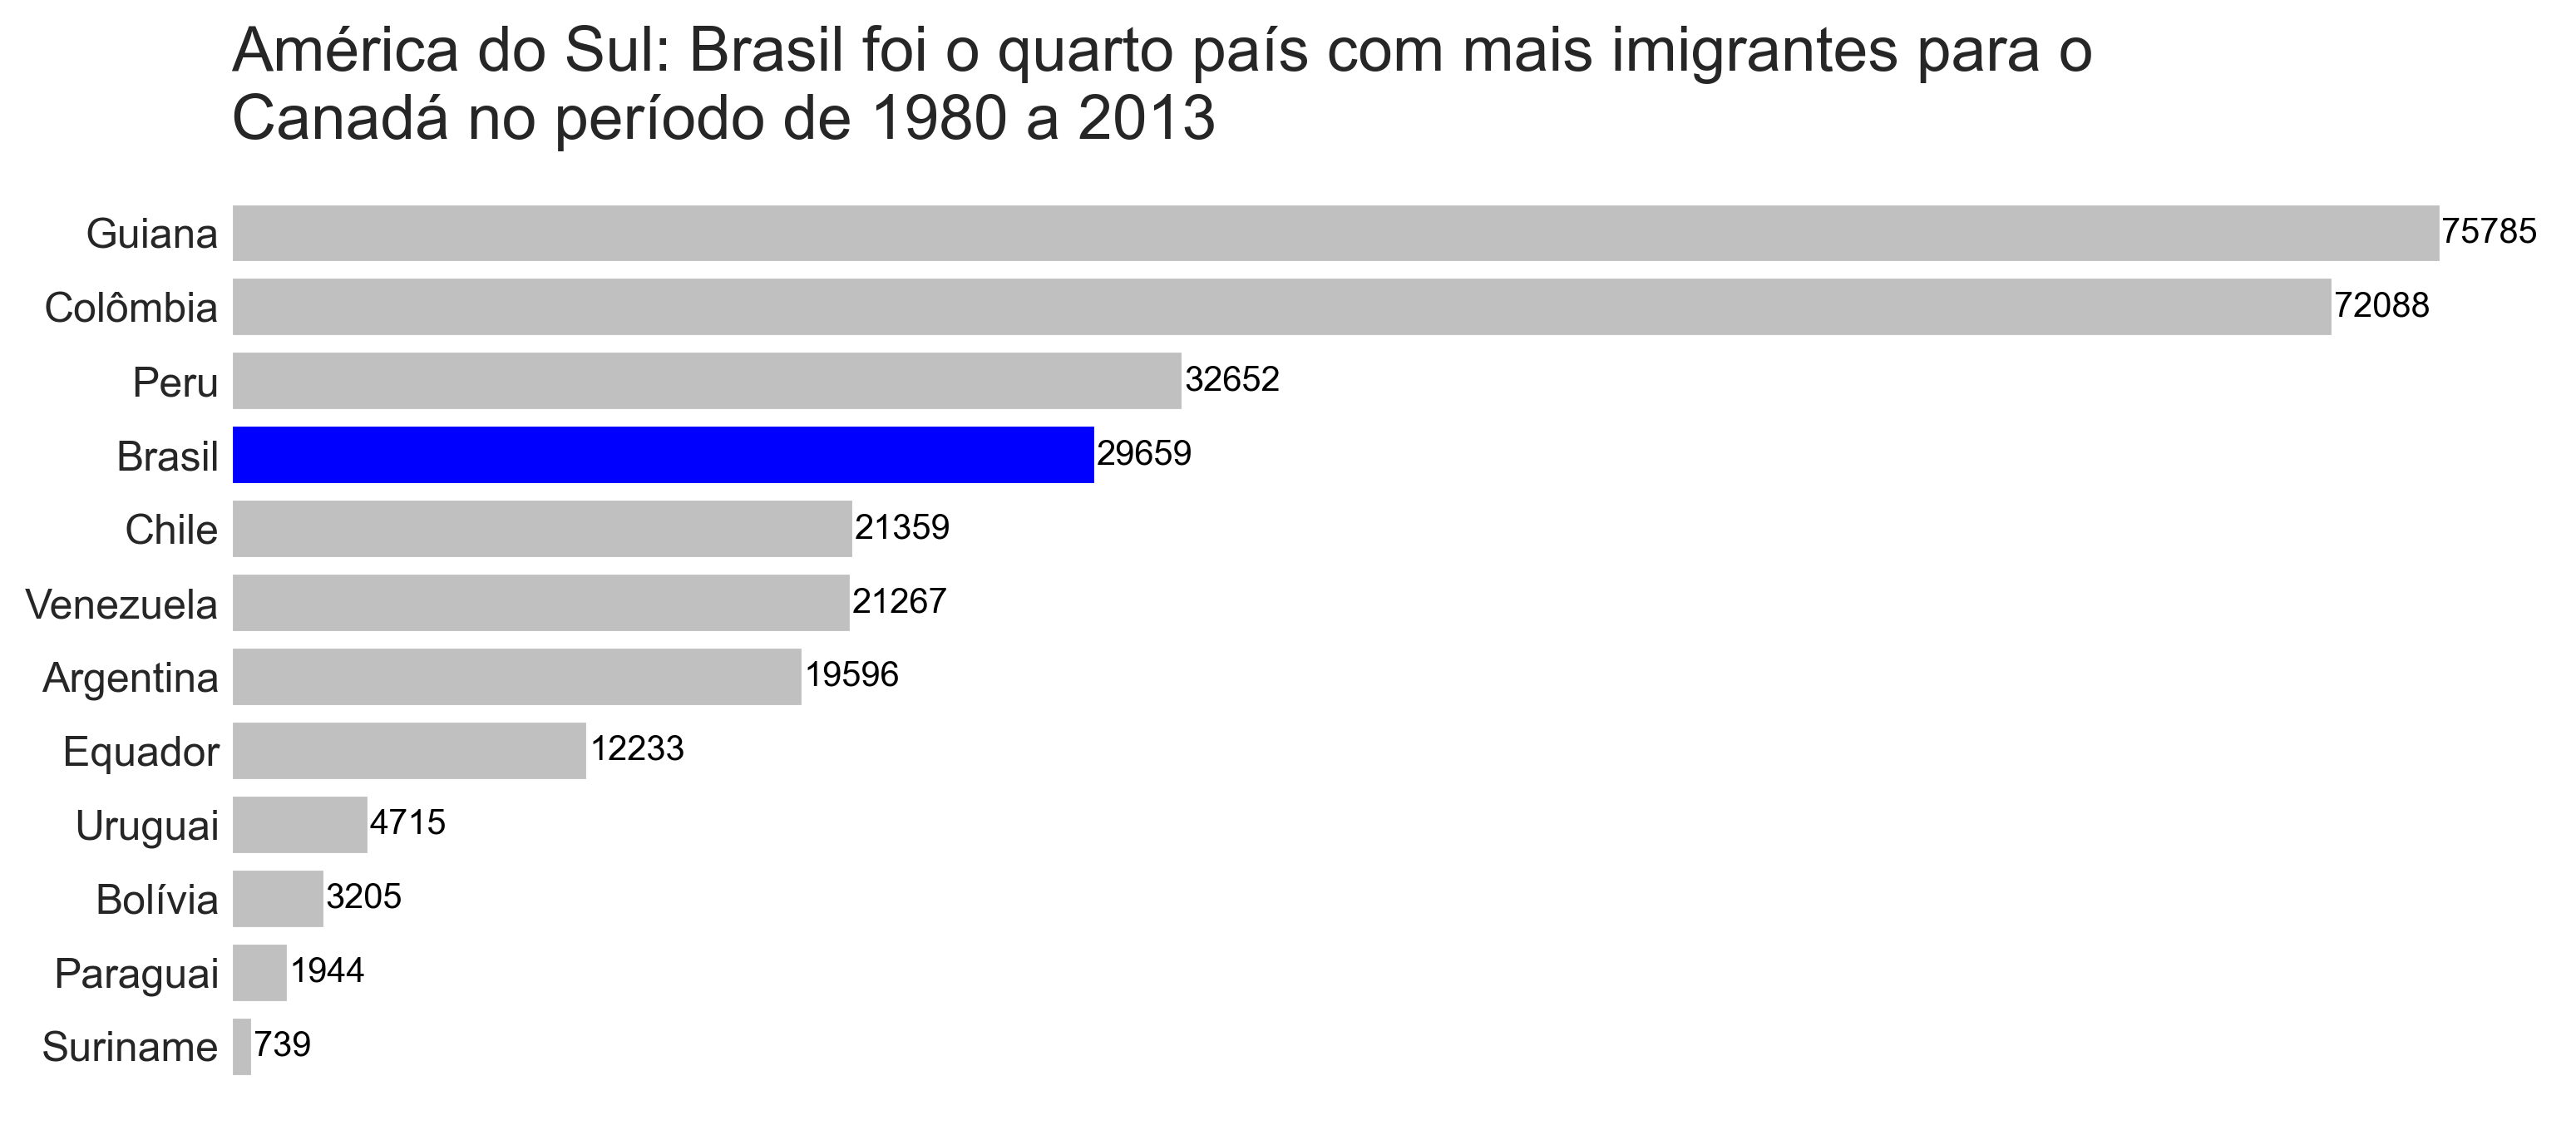 América do Sul: Brasil foi o quarto país com mais imigrantes para o
Canadá no período de 1980 a 2013
Guiana 75785
Colômbia 72088
Peru 32652
Brasil 29659
Chile 21359
Venezuela 21267
Argentina 19596
Equador 12233
Uruguai 4715
Bolívia 3205
Paraguai 1944
Suriname 739